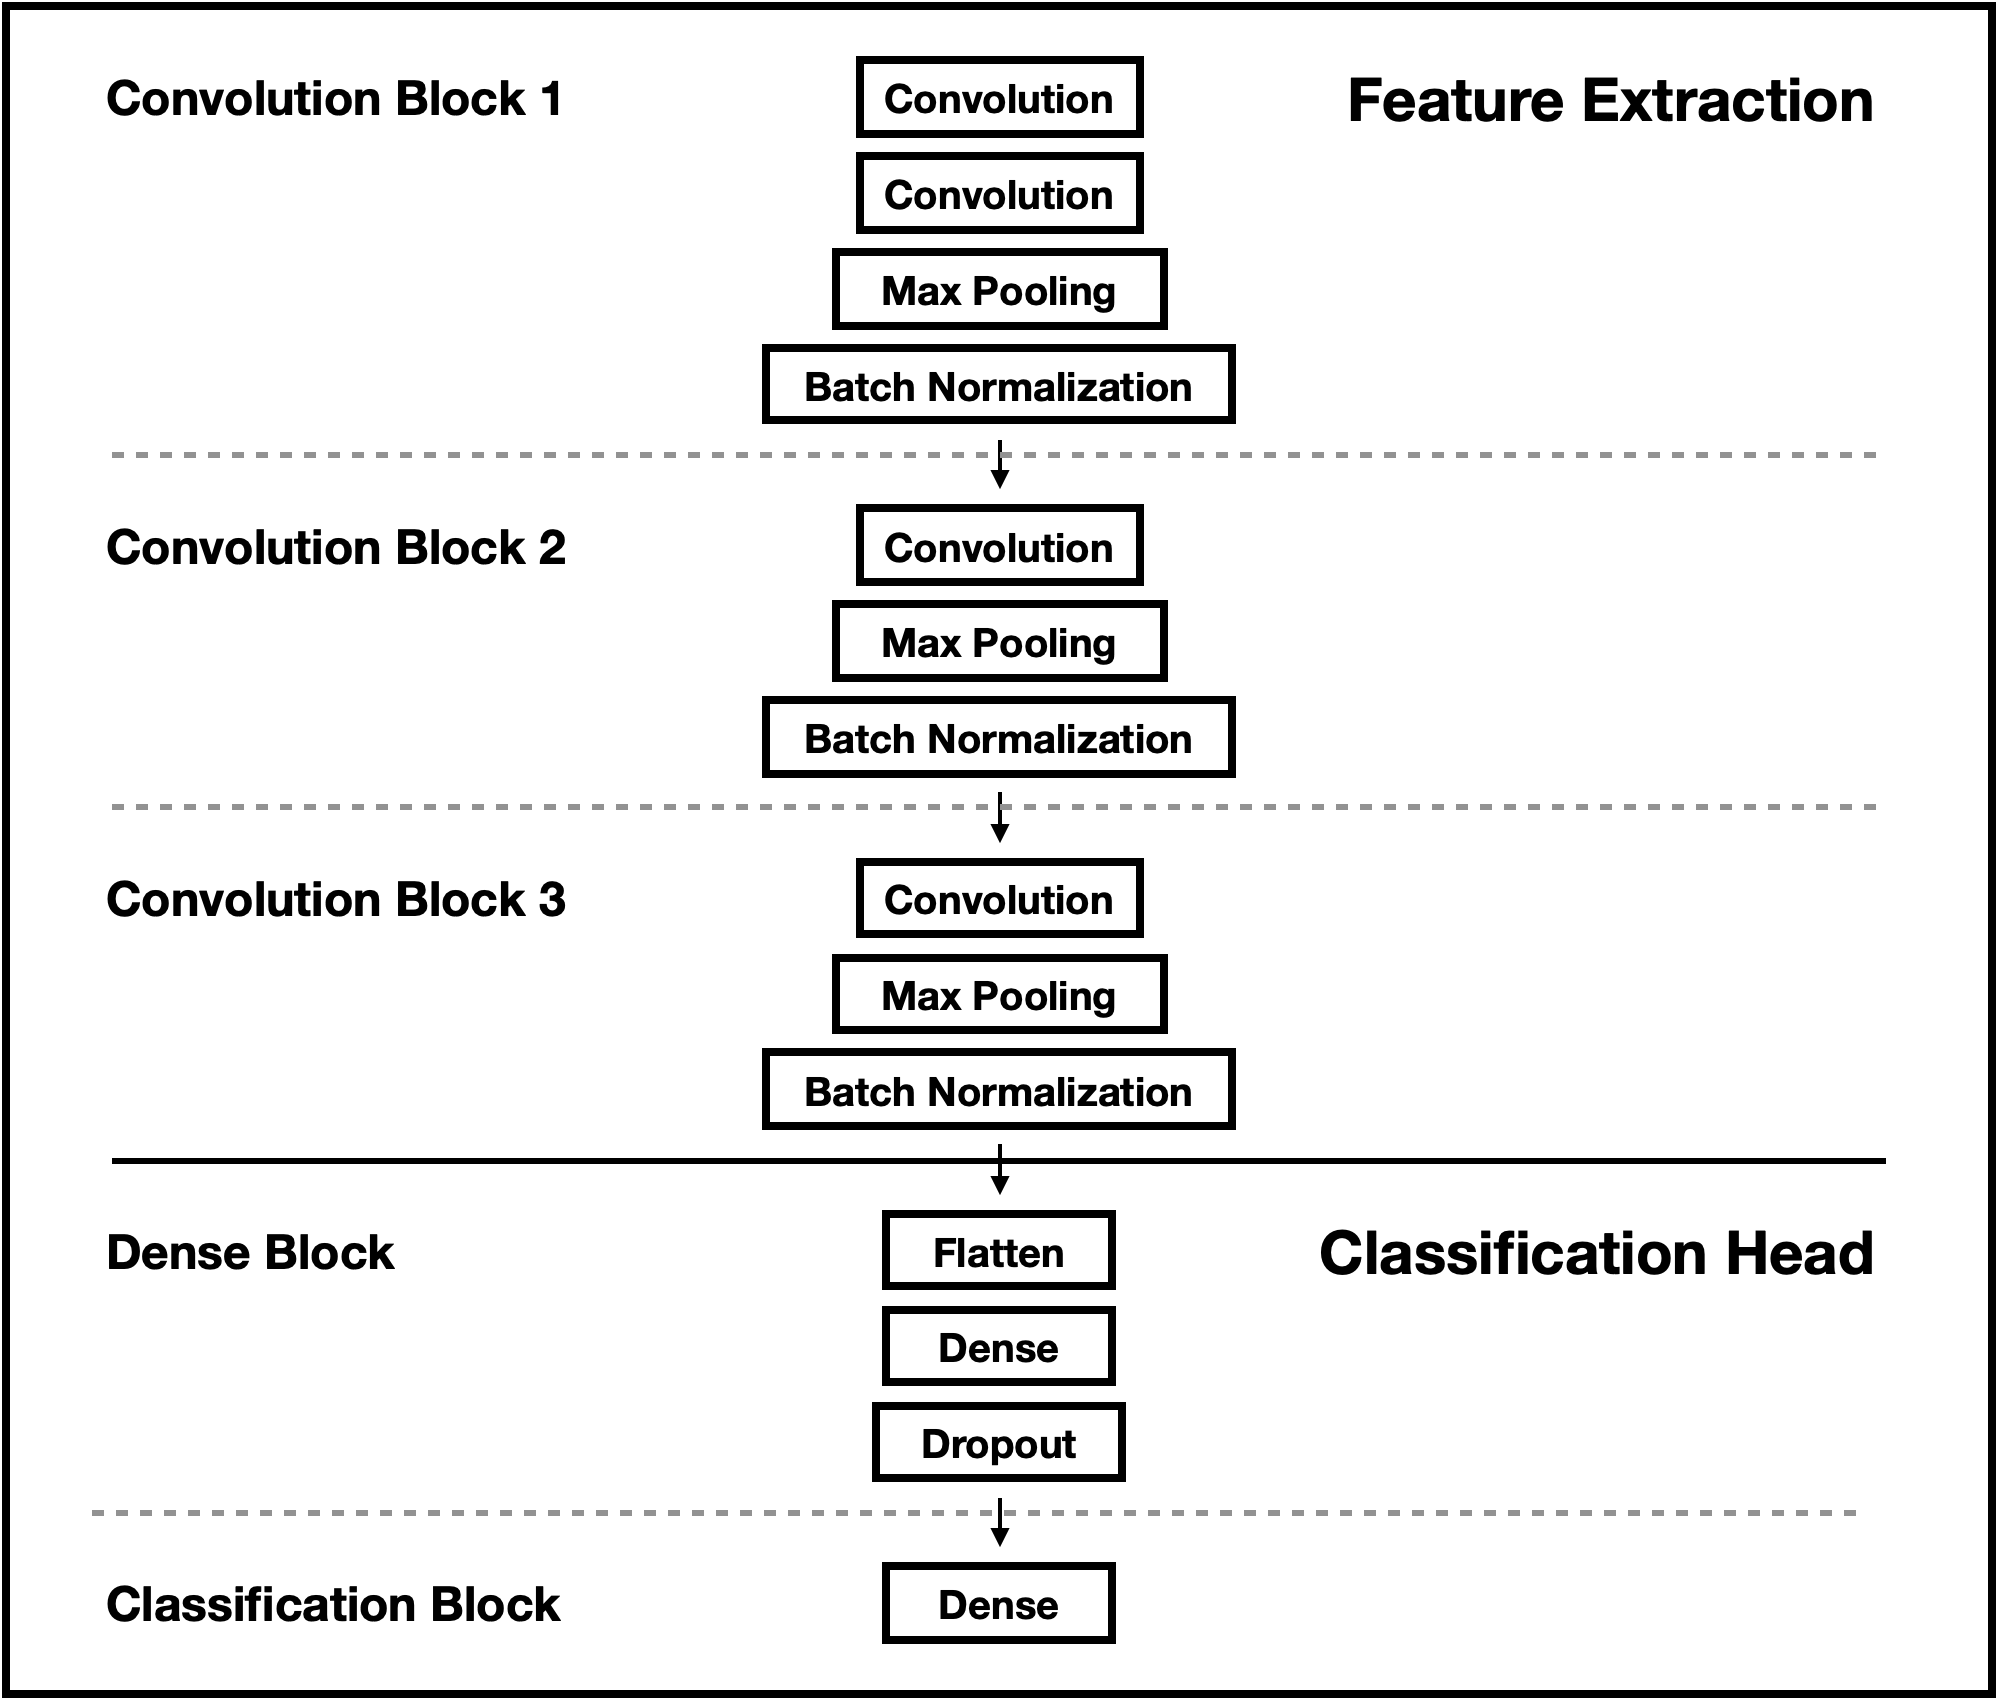 Convolution Block 1
Convolution
Feature Extraction
Convolution
Max Pooling
Batch Normalization
Convolution Block 2
Convolution
Max Pooling
Batch Normalization
Convolution Block 3
Convolution
Max Pooling
Batch Normalization
Dense Block
Flatten
Classification Head
Dense
Dropout
Classification Block
Dense